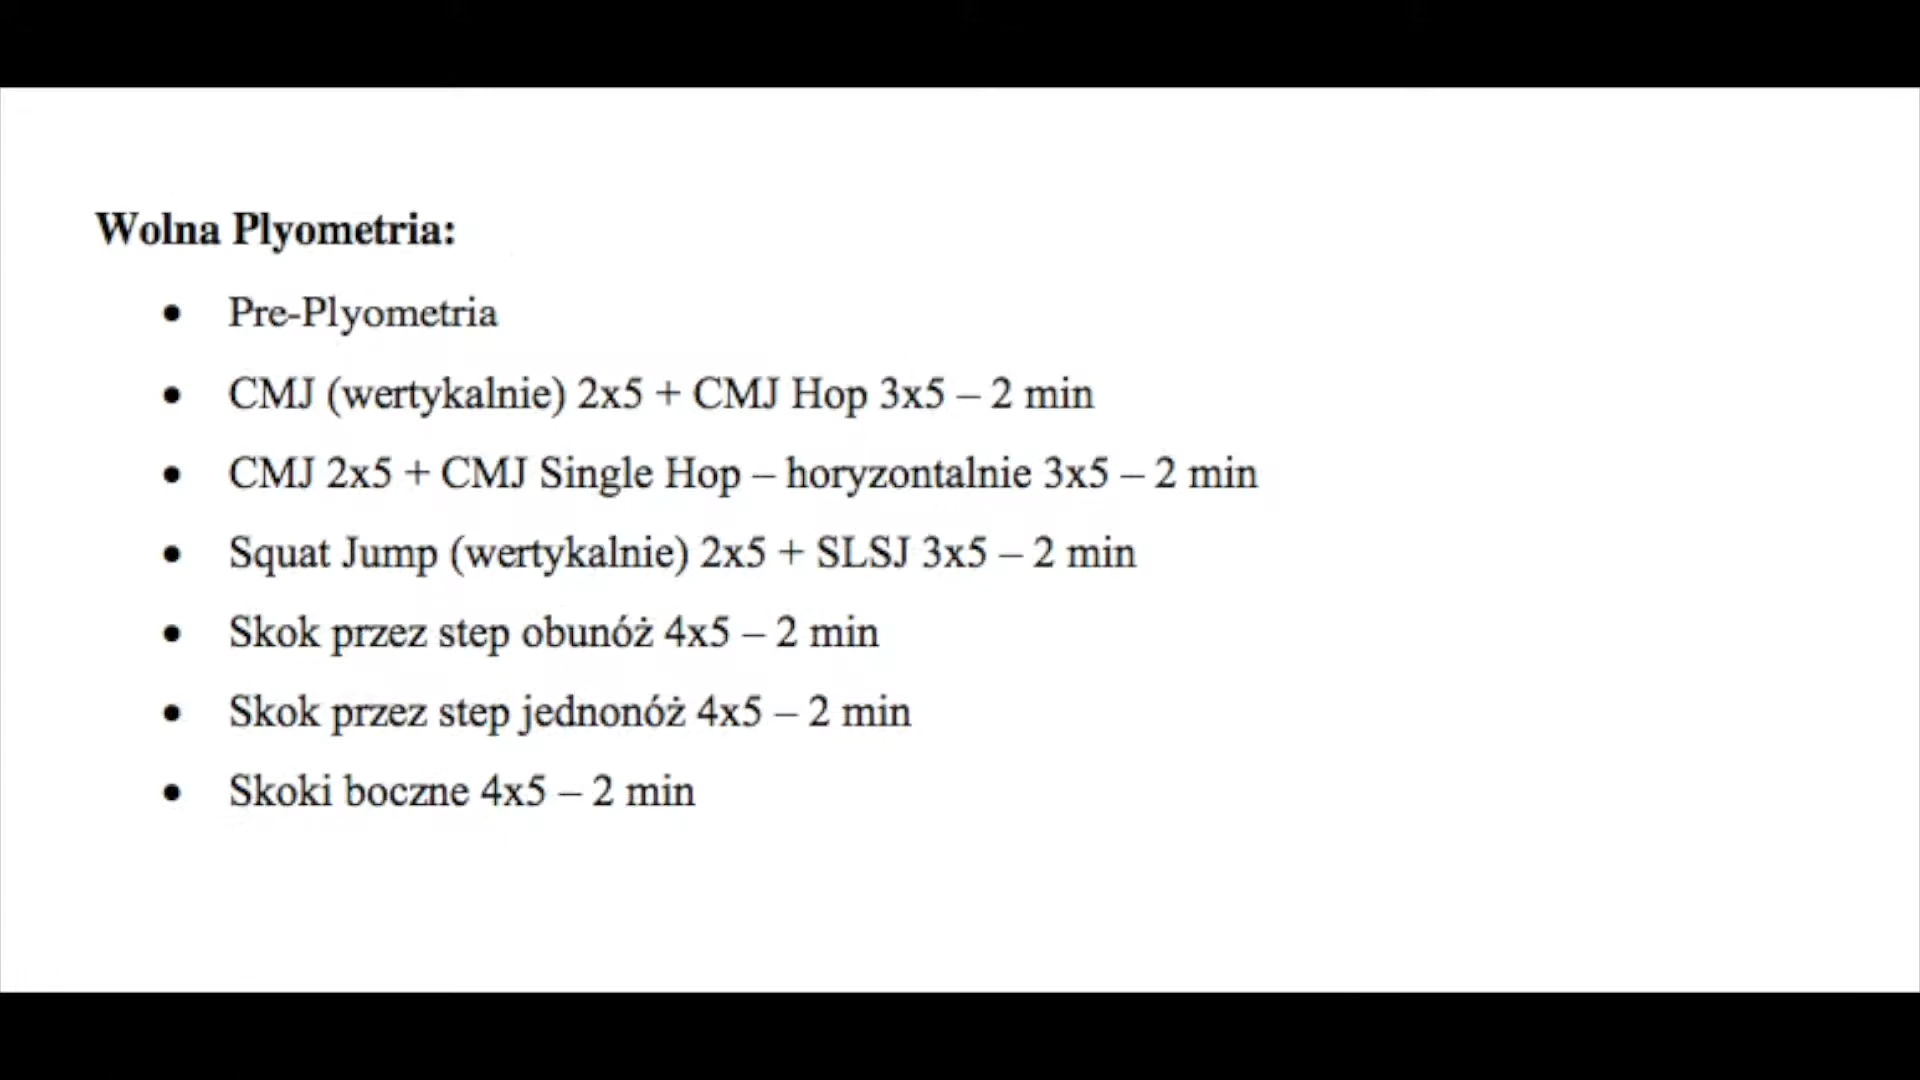 Wolna Plyometria:
• Pre-Plyometria
• CMJ (wertykalnie) 2x5 + CMJ Hop 3x5 – 2 min
• CMJ 2x5 + CMJ Single Hop – horyzontalnie 3x5 – 2 min
• Squat Jump (wertykalnie) 2x5 + SLSJ 3x5 – 2 min
• Skok przez step obunóż 4x5 – 2 min
• Skok przez step jednonóż 4x5 – 2 min
• Skoki boczne 4x5 – 2 min